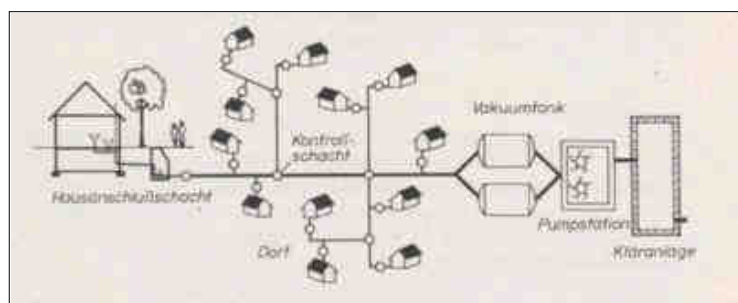 Vakuumtank
Kontroll-
schacht
Hausanschlußschacht
Dorf
Pumpstation
Kläranlage